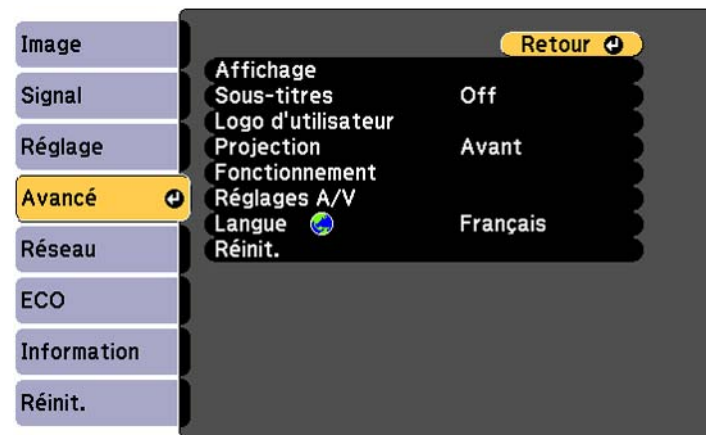 Image
Signal
Réglage
Avancé
Réseau
ECO
Information
Réinit.
Retour
Affichage
Sous-titres Off
Logo d'utilisateur
Projection Avant
Fonctionnement
Réglages A/V
Langue Français
Réinit.